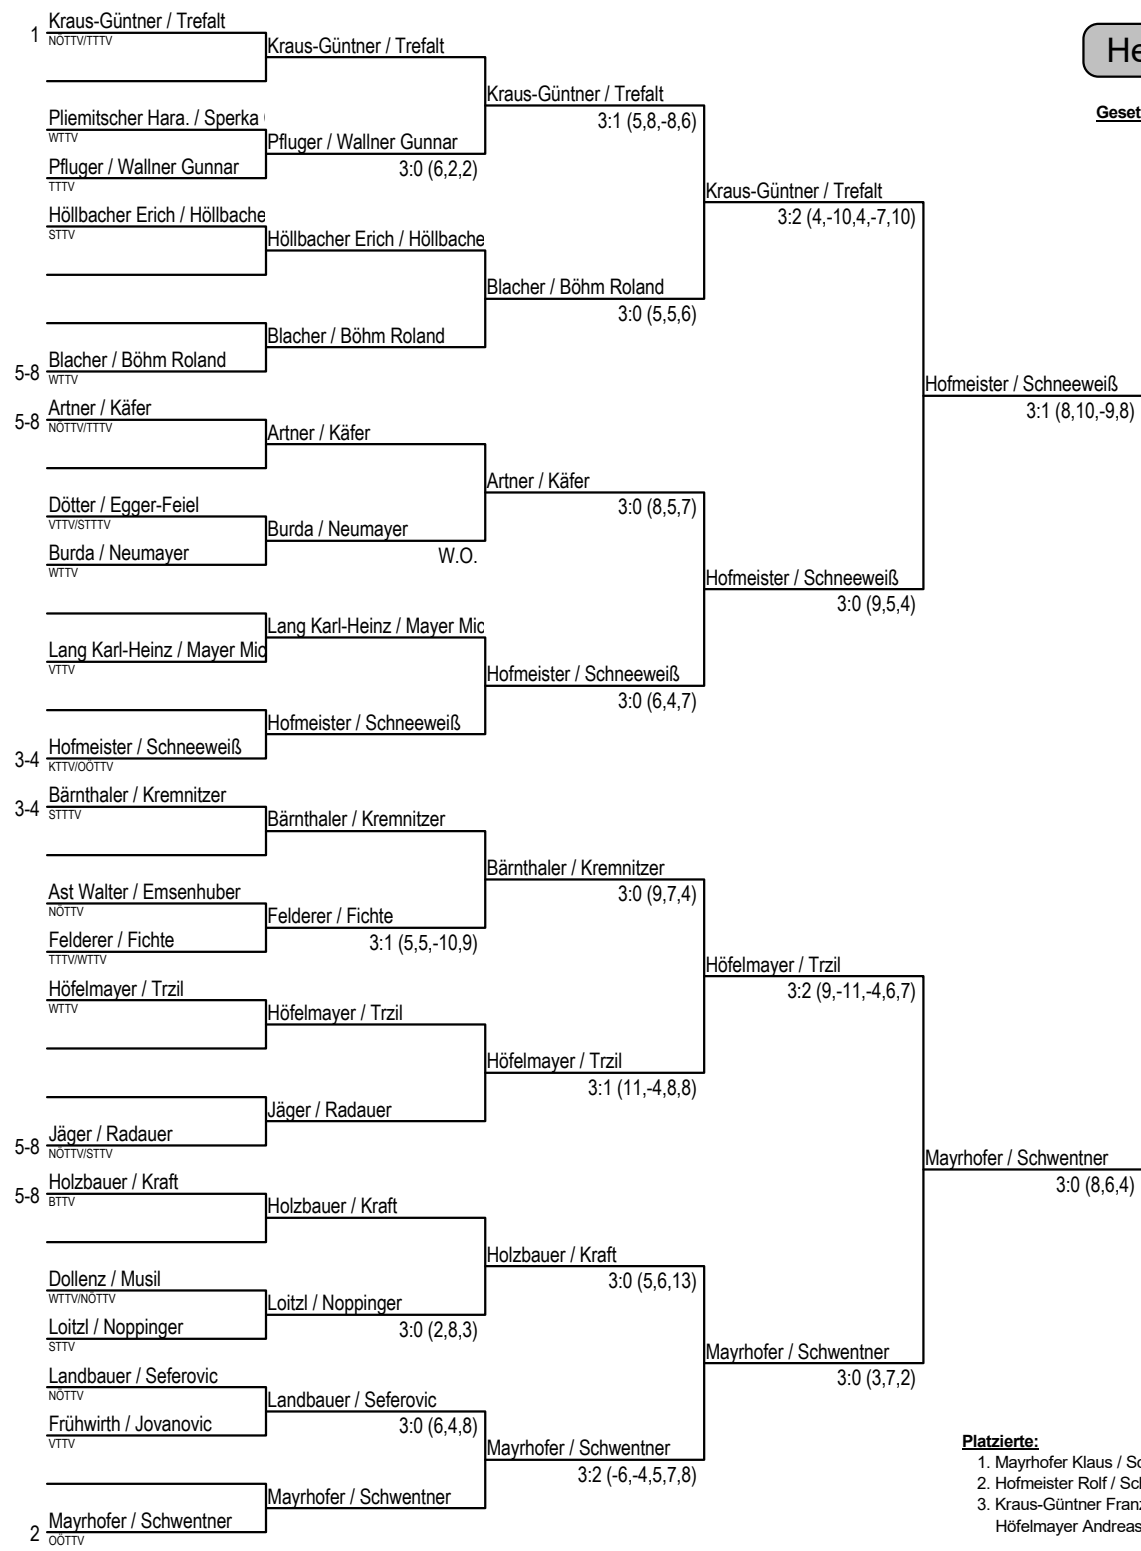 Kraus-Güntner / Trefalt
1
NÖTTV/TTTV
Pliemitscher Hara. / Sperka
WTTV
Pfluger / Wallner Gunnar
TTTV
Höllbacher Erich / Höllbache
STTV
Blacher / Böhm Roland
5-8
WTTV
Artner / Käfer
5-8
NÖTTV/TTTV
Dötter / Egger-Feiel
VTTV/STTTV
Burda / Neumayer
WTTV
Lang Karl-Heinz / Mayer Mic
VTTV
Hofmeister / Schneeweiß
3-4
KTTV/OÖTTV
Bärnthaler / Kremnitzer
3-4
STTTV
Ast Walter / Emsenhuber
NÖTTV
Felderer / Fichte
TTTV/WTTV
Höfelmayer / Trzil
WTTV
Jäger / Radauer
5-8
NÖTTV/STTV
Holzbauer / Kraft
5-8
BTTV
Dollenz / Musil
WTTV/NÖTTV
Loitzl / Noppinger
STTV
Landbauer / Seferovic
NÖTTV
Frühwirth / Jovanovic
VTTV
Mayrhofer / Schwentner
2
OÖTTV
Kraus-Güntner / Trefalt
Pfluger / Wallner Gunnar
3:0 (6,2,2)
Höllbacher Erich / Höllbache
Blacher / Böhm Roland
Artner / Käfer
Burda / Neumayer
W.O.
Lang Karl-Heinz / Mayer Mic
Hofmeister / Schneeweiß
Bärnthaler / Kremnitzer
Felderer / Fichte
3:1 (5,5,-10,9)
Höfelmayer / Trzil
Jäger / Radauer
Holzbauer / Kraft
Loitzl / Noppinger
3:0 (2,8,3)
Landbauer / Seferovic
3:0 (6,4,8)
Mayrhofer / Schwentner
Kraus-Güntner / Trefalt
3:1 (5,8,-8,6)
Blacher / Böhm Roland
3:0 (5,5,6)
Artner / Käfer
3:0 (8,5,7)
Hofmeister / Schneeweiß
3:0 (6,4,7)
Bärnthaler / Kremnitzer
3:0 (9,7,4)
Höfelmayer / Trzil
3:1 (11,-4,8,8)
Holzbauer / Kraft
3:0 (5,6,13)
Mayrhofer / Schwentner
3:2 (-6,-4,5,7,8)
Kraus-Güntner / Trefalt
3:2 (4,-10,4,-7,10)
Hofmeister / Schneeweiß
3:0 (9,5,4)
Höfelmayer / Trzil
3:2 (9,-11,-4,6,7)
Mayrhofer / Schwentner
3:0 (3,7,2)
Hofmeister / Schneeweiß
3:1 (8,10,-9,8)
Mayrhofer / Schwentner
3:0 (8,6,4)
He
Geset
Platzierte:
1. Mayrhofer Klaus / Sc
2. Hofmeister Rolf / Sch
3. Kraus-Güntner Franz
Höfelmayer Andreas